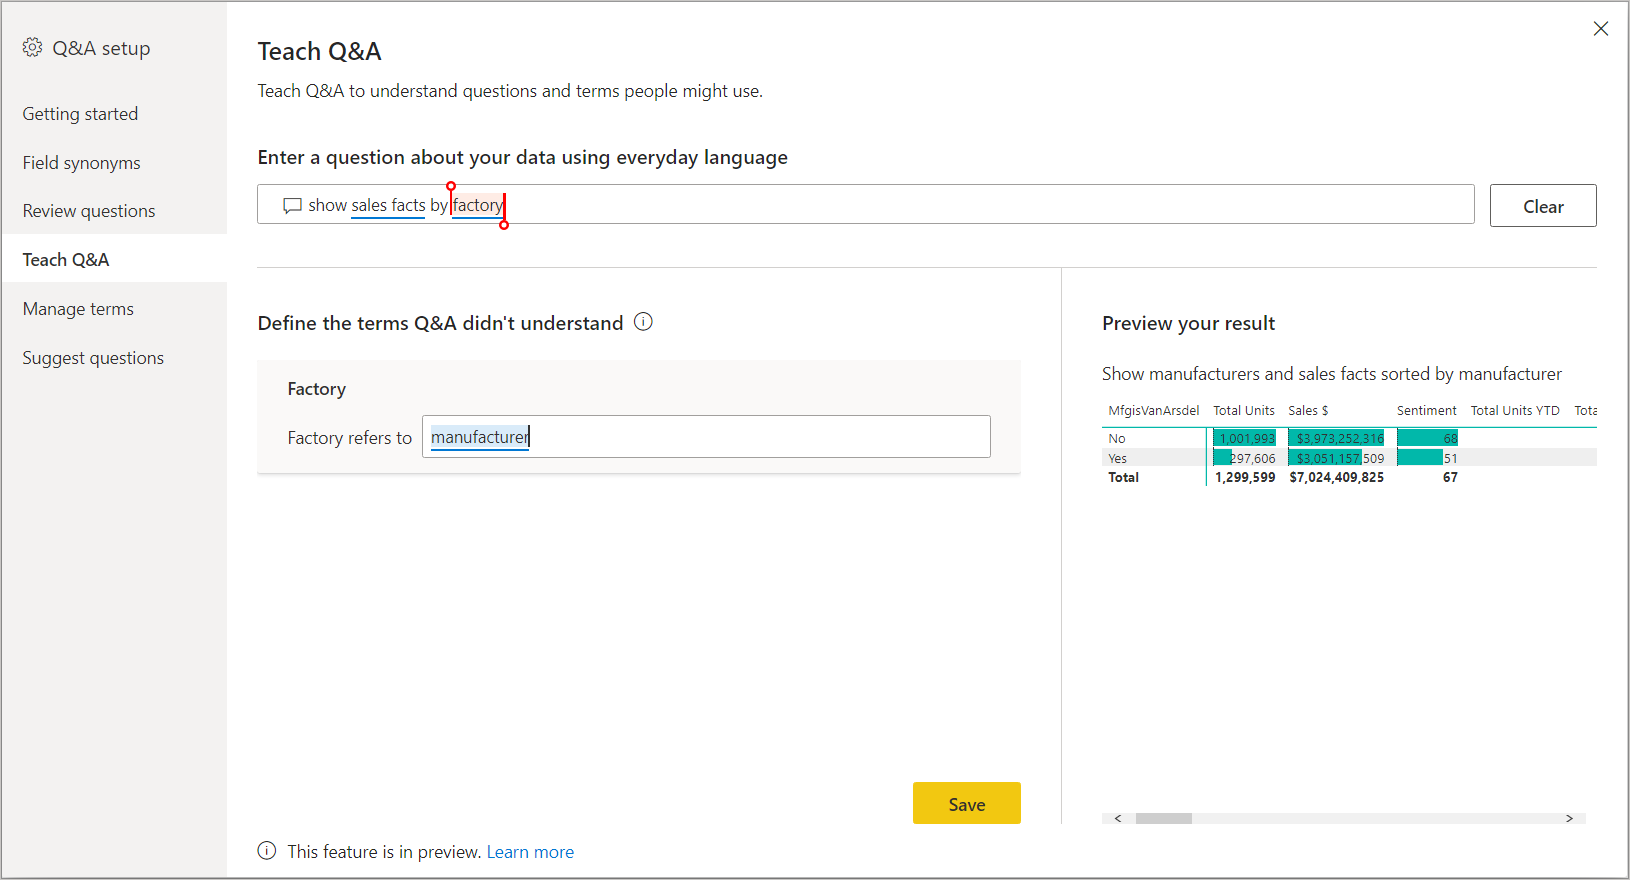 Q&A setup
Getting started
Field synonyms
Review questions
Teach Q&A
Manage terms
Suggest questions
Teach Q&A
Teach Q&A to understand questions and terms people might use.
Enter a question about your data using everyday language
show sales facts by factory
Clear
Define the terms Q&A didn't understand
Factory
Factory refers to manufacturer
Save
This feature is in preview. Learn more
Preview your result
Show manufacturers and sales facts sorted by manufacturer
MfgisVanArsdel Total Units Sales $ Sentiment Total Units YTD Tota
No 1,001,993 $3,973,252,316 68
Yes 297,606 $3,051,157,509 51
Total 1,299,599 $7,024,409,825 67